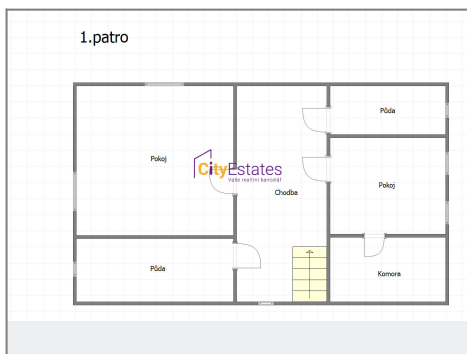 1.patro
Půda
Pokoj
CityEstates
Vaše realitní kancelář
Chodba
Pokoj
Půda
Komora